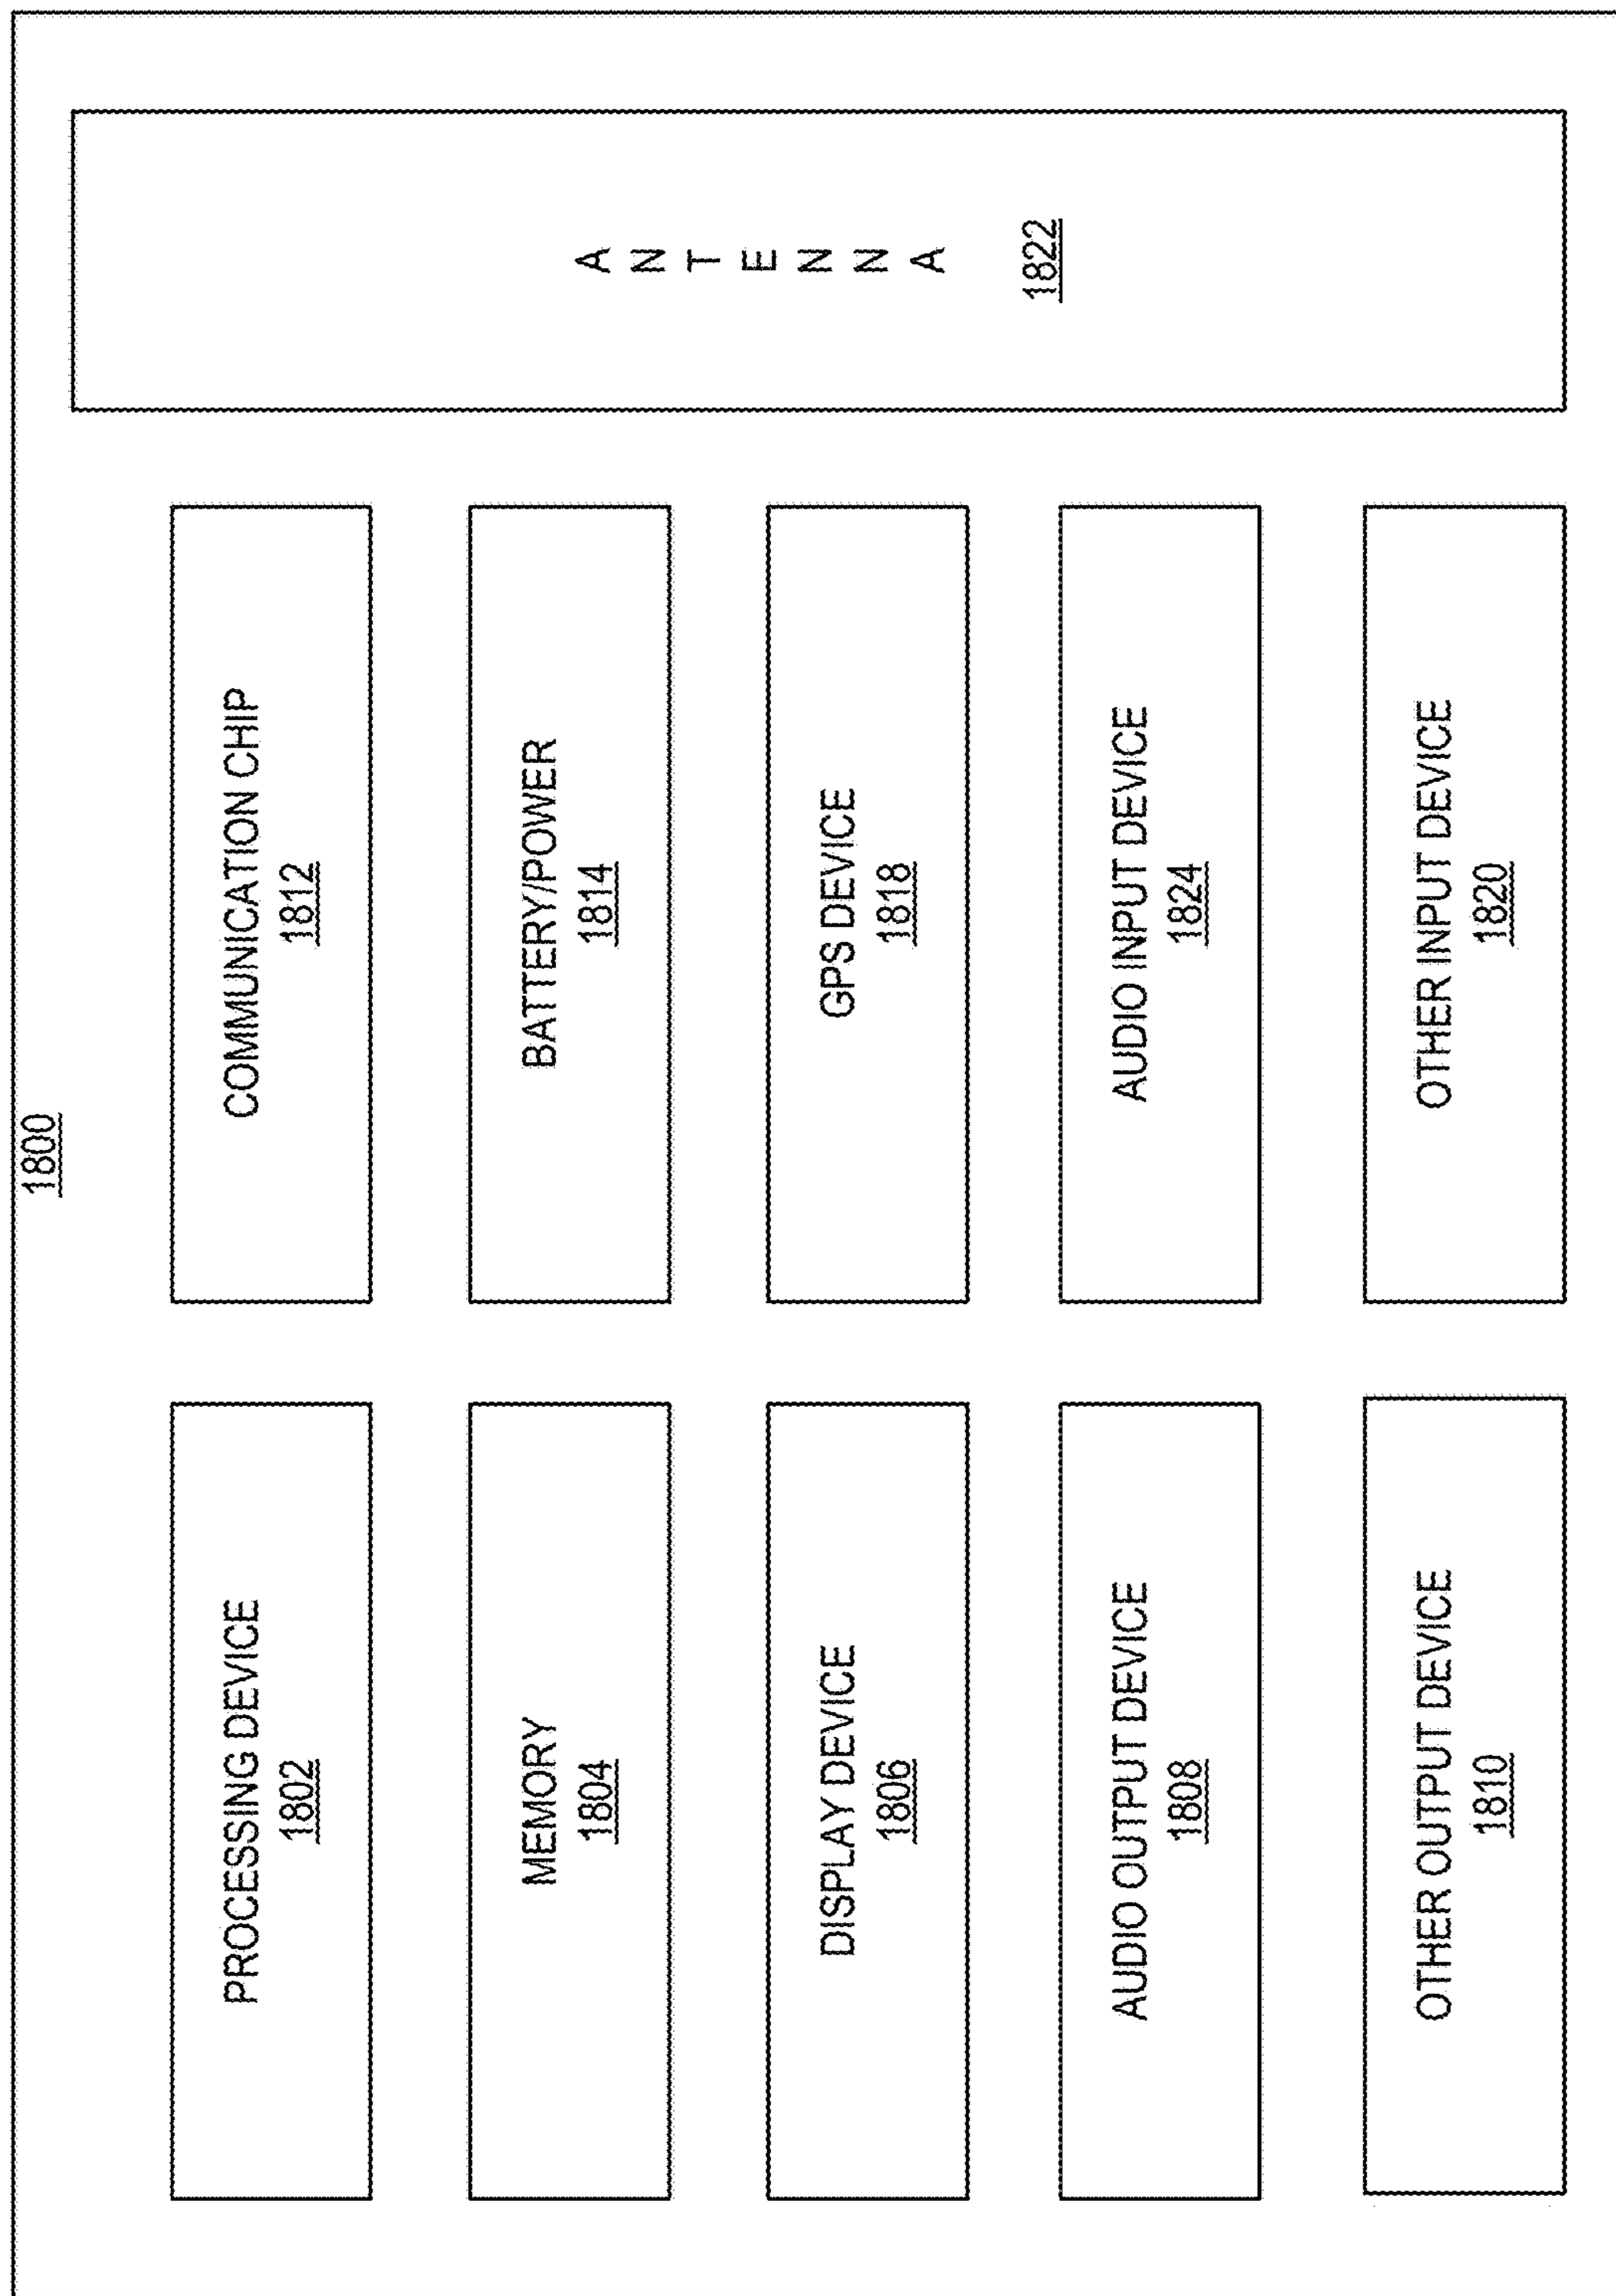 1800
PROCESSING DEVICE
1802
COMMUNICATION CHIP
1812
MEMORY
1804
BATTERY/POWER
1814
DISPLAY DEVICE
1806
GPS DEVICE
1818
AUDIO OUTPUT DEVICE
1808
AUDIO INPUT DEVICE
1824
OTHER OUTPUT DEVICE
1810
OTHER INPUT DEVICE
1820
A
N
T
E
N
N
A
1822